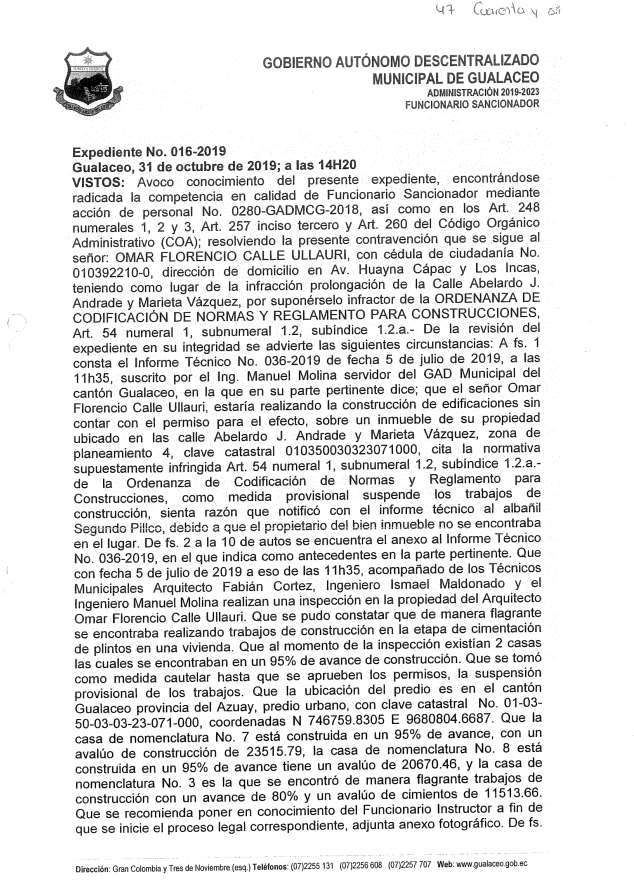 47 Cuarenta y
GOBIERNO AUTÓNOMO DESCENTRALIZADO
MUNICIPAL DE GUALACEO
ADMINISTRACIÓN 2019-2023
FUNCIONARIO SANCIONADOR
Expediente No. 016-2019
Gualaceo, 31 de octubre de 2019; a las 14H20
VISTOS: Avoco conocimiento del presente expediente, encontrándose
radicada la competencia en calidad de Funcionario Sancionador mediante
acción de personal No. 0280-GADMCG-2018, así como en los Art. 248
numerales 1, 2 y 3, Art. 257 inciso tercero y Art. 260 del Código Orgánico
Administrativo (COA); resolviendo la presente contravención que se sigue al
señor: OMAR FLORENCIO CALLE ULLAURI, con cédula de ciudadanía No.
010392210-0, dirección de domicilio en Av. Huayna Cápac y Los Incas,
teniendo como lugar de la infracción prolongación de la Calle Abelardo J.
Andrade y Marieta Vázquez, por suponérselo infractor de la ORDENANZA DE
CODIFICACIÓN DE NORMAS Y REGLAMENTO PARA CONSTRUCCIONES,
Art. 54 numeral 1, subnumeral 1.2, subíndice 1.2.a.- De la revisión del
expediente en su integridad se advierte las siguientes circunstancias: A fs. 1
consta el Informe Técnico No. 036-2019 de fecha 5 de julio de 2019, a las
11h35, suscrito por el Ing. Manuel Molina servidor del GAD Municipal del
cantón Gualaceo, en la que en su parte pertinente dice; que el señor Omar
Florencio Calle Ullauri, estaría realizando la construcción de edificaciones sin
contar con el permiso para el efecto, sobre un inmueble de su propiedad
ubicado en las calle Abelardo J. Andrade y Marieta Vázquez, zona de
planeamiento 4, clave catastral 010350030323071000, cita la normativa
supuestamente infringida Art. 54 numeral 1, subnumeral 1.2, subíndice 1.2.a.-
de la Ordenanza de Codificación de Normas y Reglamento para
Construcciones, como medida provisional suspende los trabajos de
construcción, sienta razón que notificó con el informe técnico al albañil
Segundo Pillco, debido a que el propietario del bien inmueble no se encontraba
en el lugar. De fs. 2 a la 10 de autos se encuentra el anexo al Informe Técnico
No. 036-2019, en el que indica como antecedentes en la parte pertinente. Que
con fecha 5 de julio de 2019 a eso de las 11h35, acompañado de los Técnicos
Municipales Arquitecto Fabián Cortez, Ingeniero Ismael Maldonado y el
Ingeniero Manuel Molina realizan una inspección en la propiedad del Arquitecto
Omar Florencio Calle Ullauri. Que se pudo constatar que de manera flagrante
se encontraba realizando trabajos de construcción en la etapa de cimentación
de plintos en una vivienda. Que al momento de la inspección existían 2 casas
las cuales se encontraban en un 95% de avance de construcción. Que se tomó
como medida cautelar hasta que se aprueben los permisos, la suspensión
provisional de los trabajos. Que la ubicación del predio es en el cantón
Gualaceo provincia del Azuay, predio urbano, con clave catastral No. 01-03-
50-03-03-23-071-000, coordenadas N 746759.8305 E 9680804.6687. Que la
casa de nomenclatura No. 7 está construida en un 95% de avance, con un
avalúo de construcción de 23515.79, la casa de nomenclatura No. 8 está
construida en un 95% de avance tiene un avalúo de 20670.46, y la casa de
nomenclatura No. 3 es la que se encontró de manera flagrante trabajos de
construcción con un avance de 80% y un avalúo de cimientos de 11513.66.
Que se recomienda poner en conocimiento del Funcionario Instructor a fin de
que se inicie el proceso legal correspondiente, adjunta anexo fotográfico. De fs.
Dirección: Gran Colombia y Tres de Noviembre (esq.) Teléfonos: (07)2255 131 (07)2256 608 (07)2257 707 Web: www.gualaceo.gob.ec